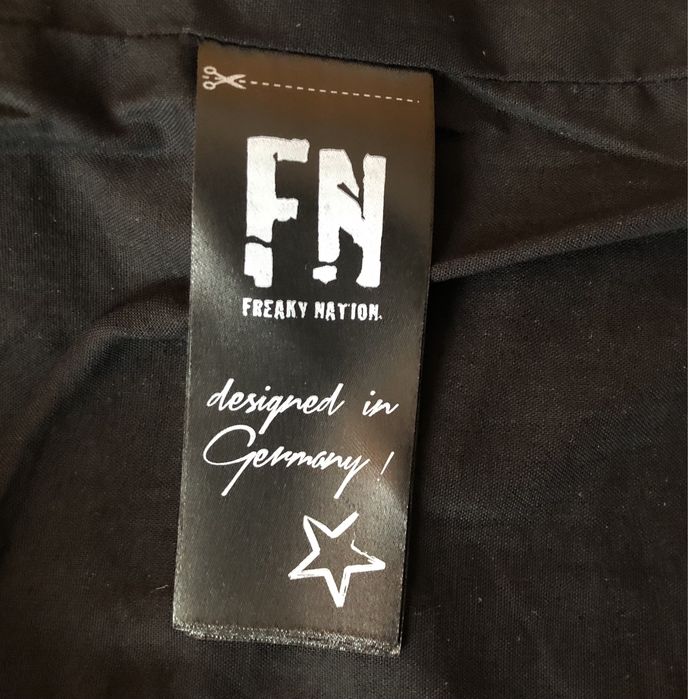 FN
FREAKY NATION.
designed in
Germany!